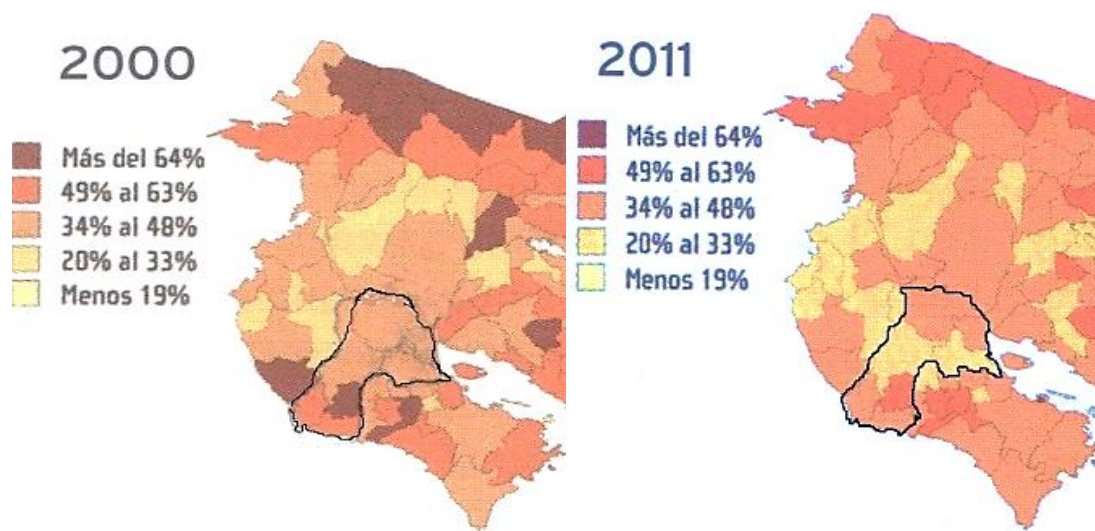 2000
Más del 64%
49% al 63%
34% al 48%
20% al 33%
Menos 19%
2011
Más del 64%
49% al 63%
34% al 48%
20% al 33%
Menos 19%